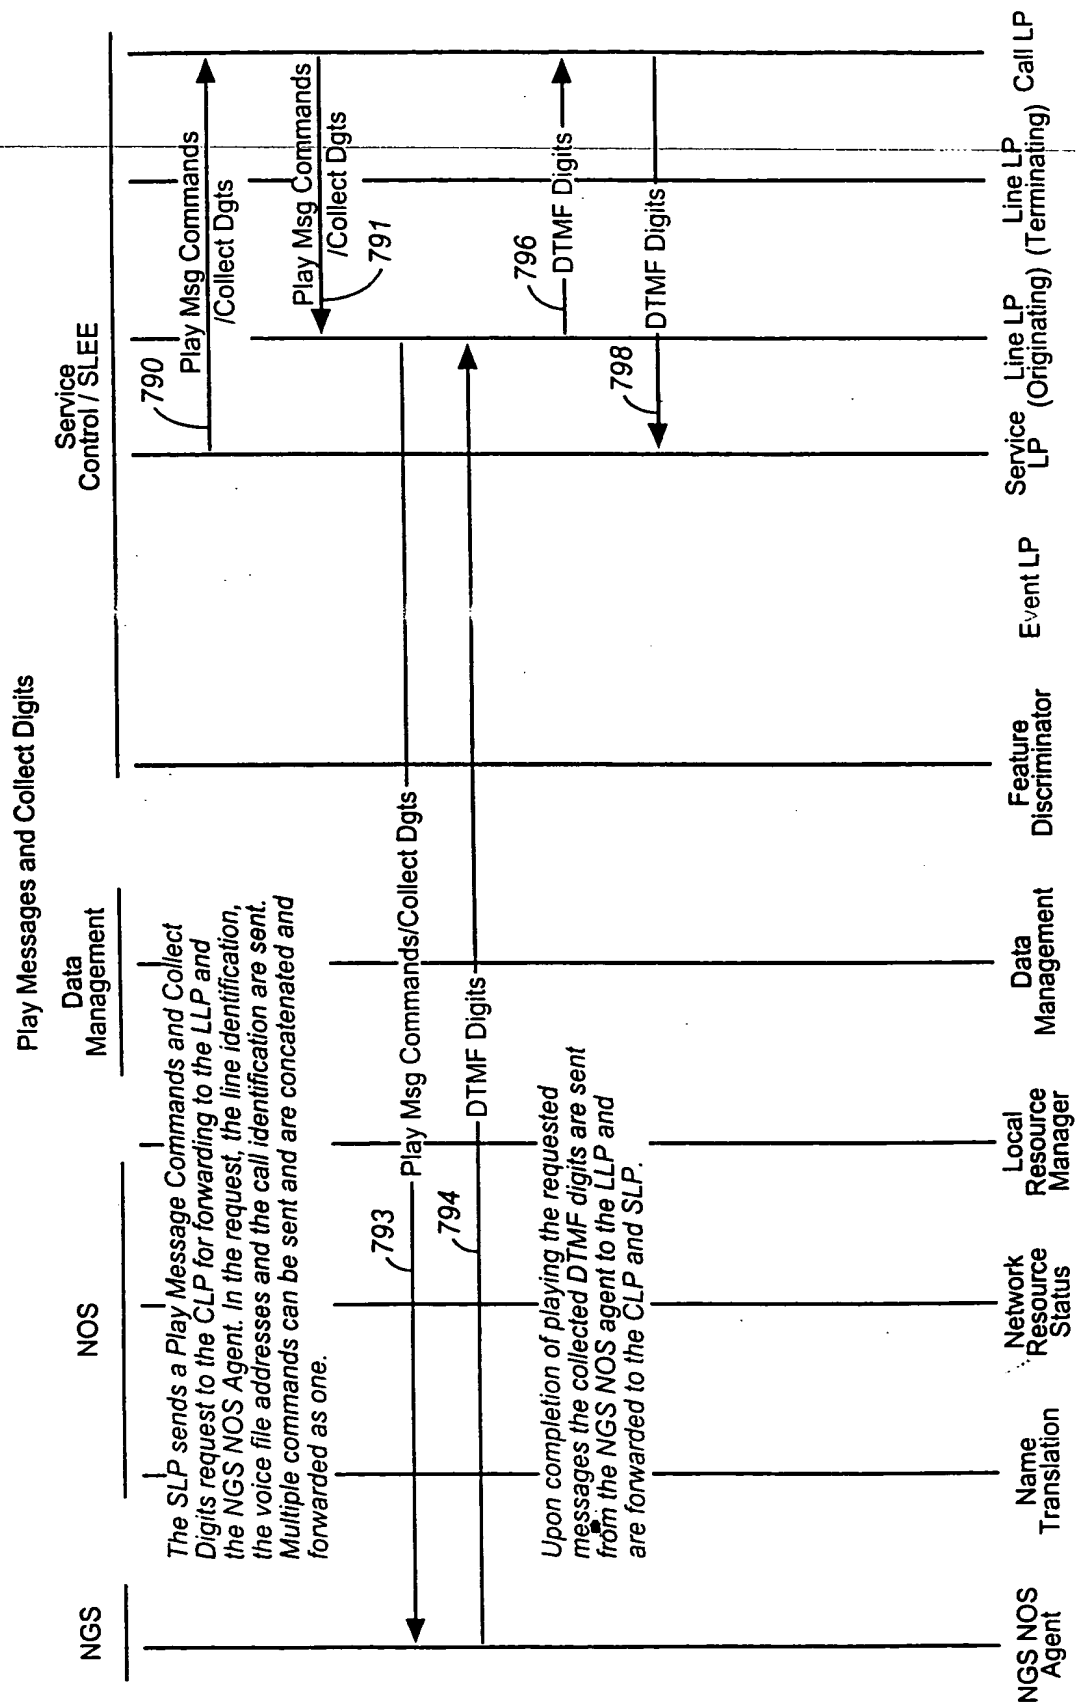 Play Messages and Collect Digits
NGS
NOS
Data
Management
Service
Control / SLEE
The SLP sends a Play Message Commands and Collect
Digits request to the CLP for forwarding to the LLP and
the NGS NOS Agent. In the request, the line identification,
the voice file addresses and the call identification are sent.
Multiple commands can be sent and are concatenated and
forwarded as one.
790
Play Msg Commands
/Collect Dgts
Play Msg Commands
/Collect Dgts
791
793
Play Msg Commands/Collect Dgts
794
DTMF Digits
Upon completion of playing the requested
messages the collected DTMF digits are sent
from the NGS NOS agent to the LLP and
are forwarded to the CLP and SLP.
796
DTMF Digits
798
DTMF Digits
NGS NOS
Agent
Name
Translation
Network
Resource
Status
Local
Resource
Manager
Data
Management
Feature
Discriminator
Event LP
Service
LP
Line LP
(Originating)
Line LP
(Terminating)
Call LP